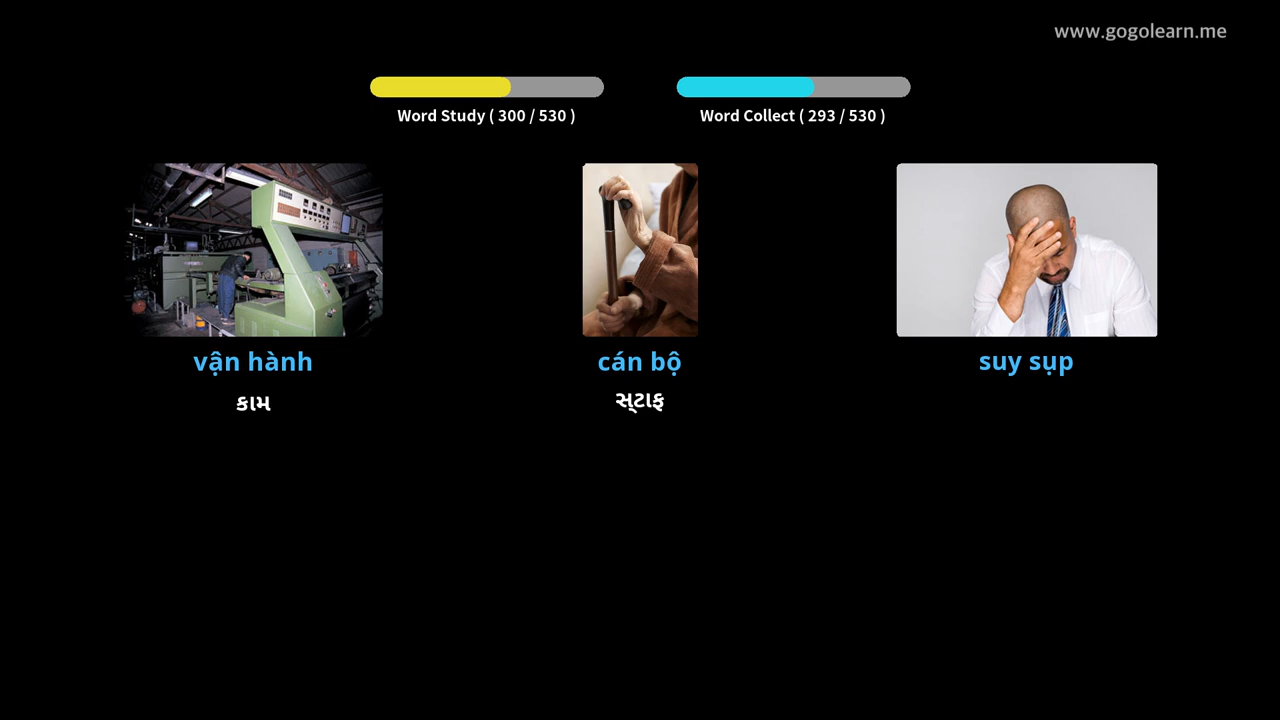 www.gogolearn.me
Word Study ( 300 / 530 )
Word Collect ( 293 / 530 )
vận hành
cán bộ
suy sụp
કામ
સ્ટાફ